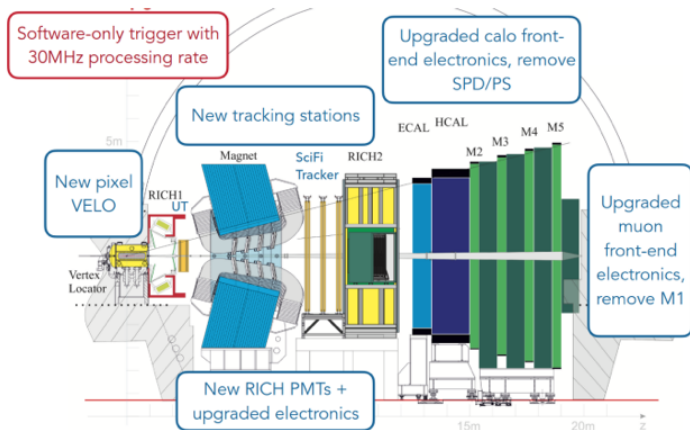 Software-only trigger with
30MHz processing rate
Upgraded calo front-
end electronics, remove
SPD/PS
New tracking stations
5m
Magnet
SciFi
Tracker
RICH2
ECAL
HCAL
M2
M3
M4
M5
New pixel
VELO
RICH1
UT
Vertex
Locator
Upgraded
muon
front-end
electronics,
remove M1
New RICH PMTs +
upgraded electronics
15m
20m
z